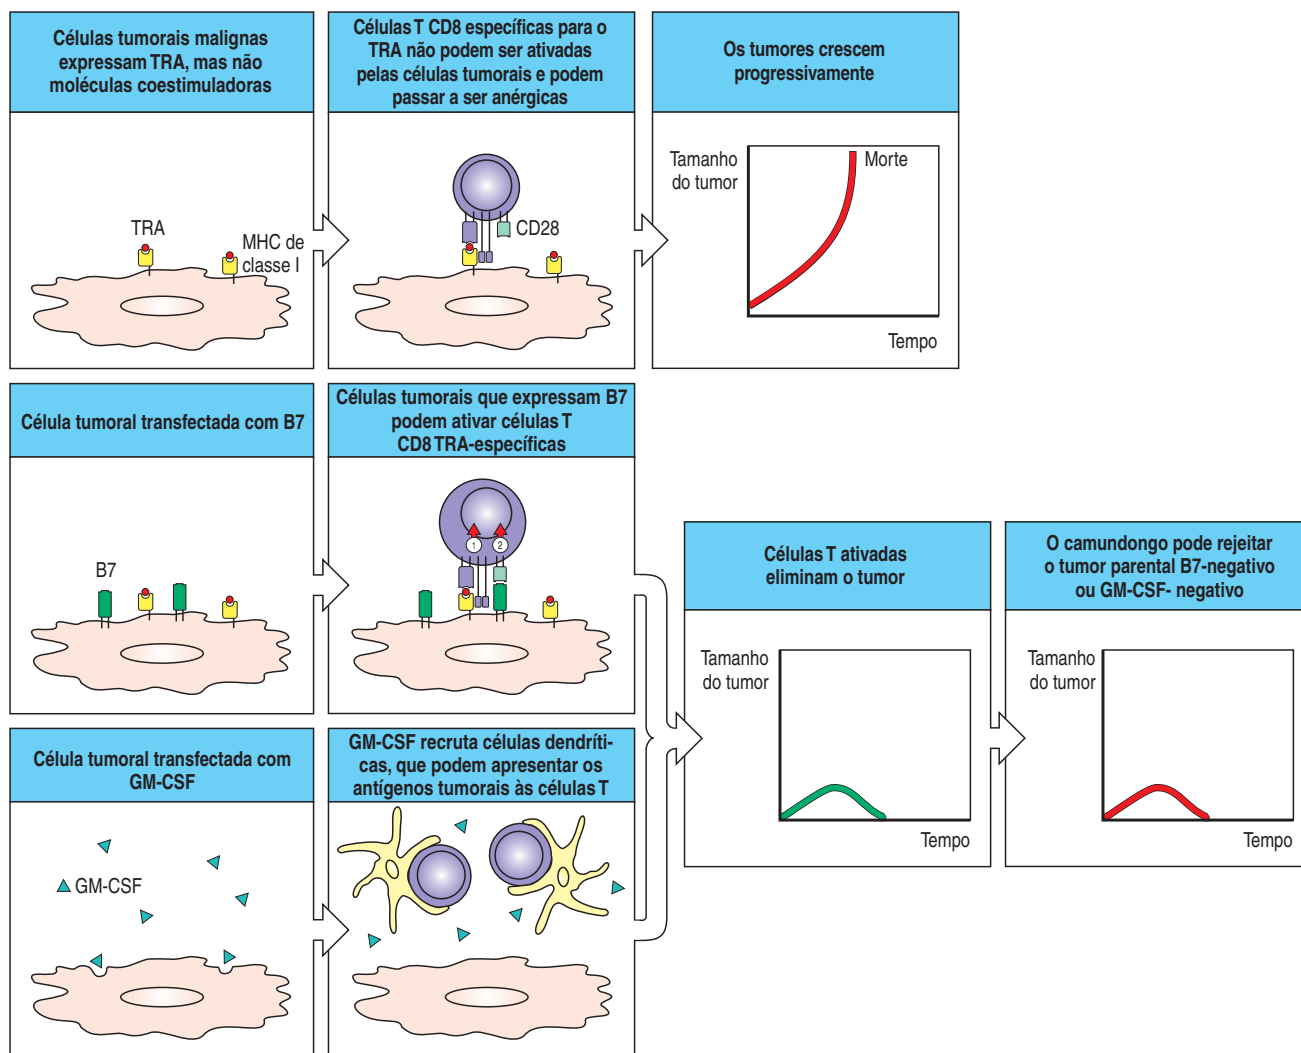 Células tumorais malignas
expressam TRA, mas não
moléculas coestimuladoras
TRA
MHC de
classe I
Células T CD8 específicas para o
TRA não podem ser ativadas
pelas células tumorais e podem
passar a ser anérgicas
CD28
Os tumores crescem
progressivamente
Tamanho
do tumor
Morte
Tempo
Célula tumoral transfectada com B7
B7
Células tumorais que expressam B7
podem ativar células T
CD8 TRA-específicas
1
2
Célula tumoral transfectada com
GM-CSF
GM-CSF
GM-CSF recruta células dendríti-
cas, que podem apresentar os
antígenos tumorais às células T
Células T ativadas
eliminam o tumor
Tamanho
do tumor
Tempo
O camundongo pode rejeitar
o tumor parental B7-negativo
ou GM-CSF- negativo
Tamanho
do tumor
Tempo